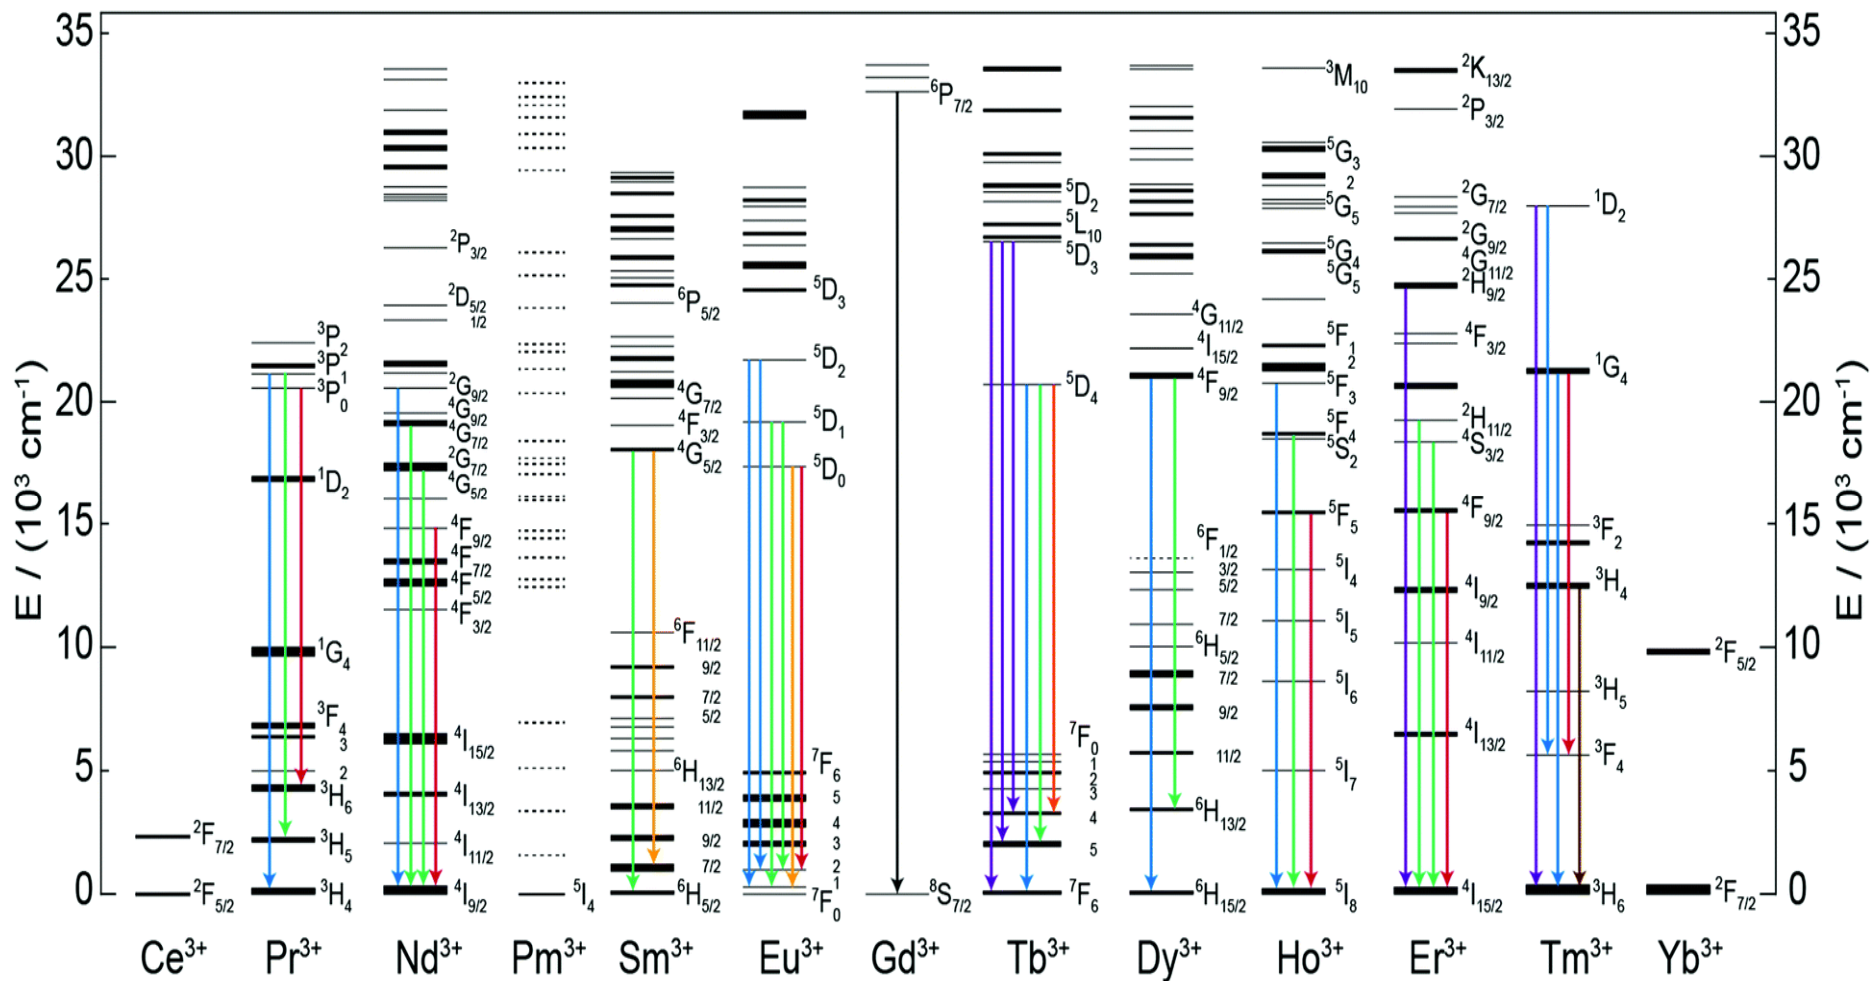 35
30
25
20
15
10
5
0
E / (10³ cm⁻¹)
²F₇/₂
²F₅/₂
Ce³⁺
³P₂
³P₁
³P₀
¹D₂
¹G₄
³F₄
3
2
³H₆
³H₅
³H₄
Pr³⁺
²P₃/₂
²D₅/₂
1/2
²G₉/₂
⁴G₉/₂
⁴G₇/₂
²G₇/₂
⁴G₅/₂
⁴F₉/₂
⁴F₇/₂
⁴F₅/₂
⁴F₃/₂
⁴I₁₅/₂
⁴I₁₃/₂
⁴I₁₁/₂
⁴I₉/₂
Nd³⁺
⁵I₄
Pm³⁺
⁶P₅/₂
⁴G₇/₂
⁴F₃/₂
⁴G₅/₂
⁶F₁₁/₂
9/2
7/2
5/2
⁶H₁₃/₂
11/2
9/2
7/2
⁶H₅/₂
Sm³⁺
⁵D₃
⁵D₂
⁵D₁
⁵D₀
⁷F₆
5
4
3
2
1
⁷F₀
Eu³⁺
⁶P₇/₂
⁸S₇/₂
Gd³⁺
⁵D₂
⁵L₁₀
⁵D₃
⁵D₄
⁷F₀
1
2
3
4
5
⁷F₆
Tb³⁺
⁴G₁₁/₂
⁴I₁₅/₂
⁴F₉/₂
⁶F₁/₂
3/2
5/2
7/2
⁶H₅/₂
7/2
9/2
11/2
⁶H₁₃/₂
⁶H₁₅/₂
Dy³⁺
³M₁₀
⁵G₃
2
⁵G₅
⁵G₄
⁵G₅
⁵F₁
2
⁵F₃
⁵F₄
⁵S₂
⁵F₅
⁵I₄
⁵I₅
⁵I₆
⁵I₇
⁵I₈
Ho³⁺
²K₁₃/₂
²P₃/₂
²G₇/₂
²G₉/₂
⁴G₁₁/₂
²H₉/₂
⁴F₃/₂
²H₁₁/₂
⁴S₃/₂
⁴F₉/₂
⁴I₉/₂
⁴I₁₁/₂
⁴I₁₃/₂
⁴I₁₅/₂
Er³⁺
¹D₂
¹G₄
³F₂
³H₄
³H₅
³F₄
³H₆
Tm³⁺
²F₅/₂
²F₇/₂
Yb³⁺
35
30
25
20
15
10
5
0
E / (10³ cm⁻¹)